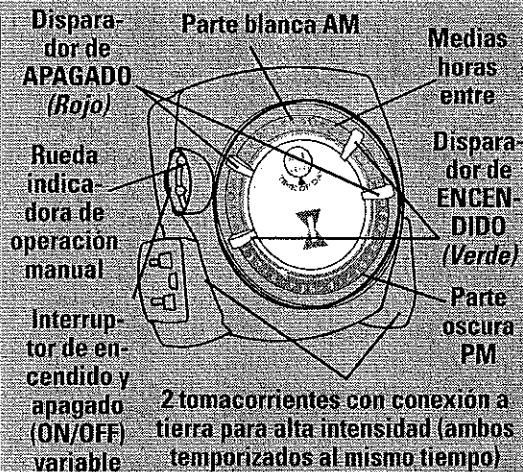 Dispara-
dor de
APAGADO
(Rojo)
Parte blanca AM
Medias
horas
entre
Rueda
indica-
dora de
operación
manual
Dispara-
dor de
ENCEN-
DIDO
(Verde)
Parte
oscura
PM
Interrup-
tor de en-
cendido y
apagado
(ON/OFF)
variable
2 tomacorrientes con conexión a
tierra para alta intensidad (ambos
temporizados al mismo tiempo)